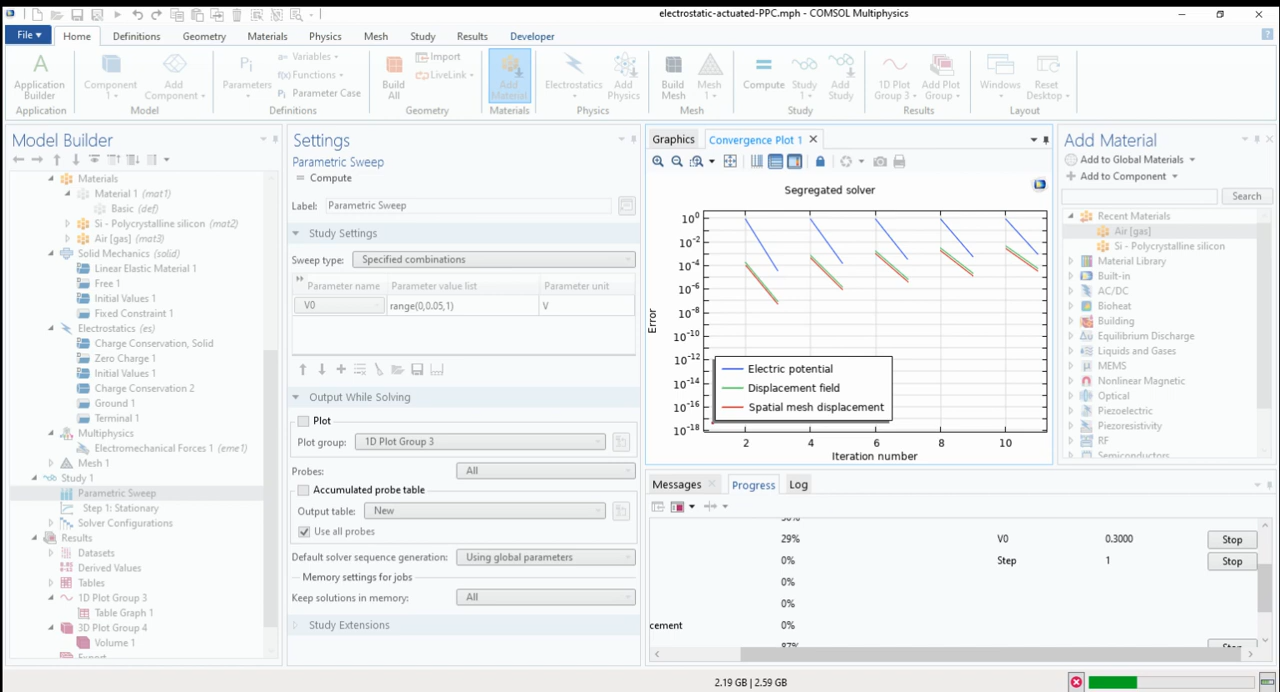 electrostatic-actuated-PPC.mph - COMSOL Multiphysics
File
Home
Definitions
Geometry
Materials
Physics
Mesh
Study
Results
Developer
Application Builder
Component 1
Add Component
Pi
Parameters
a= Variables
f(x) Functions
Pi Parameter Case
Build All
Import
LiveLink
Add Material
Electrostatics
Add Physics
Build Mesh
Mesh 1
Compute
Study 1
Add Study
1D Plot Group 3
Add Plot Group
Windows
Reset Desktop
Application
Model
Definitions
Geometry
Materials
Physics
Mesh
Study
Results
Layout
Model Builder
Materials
Material 1 (mat1)
Basic (def)
Si - Polycrystalline silicon (mat2)
Air [gas] (mat3)
Solid Mechanics (solid)
Linear Elastic Material 1
Free 1
Initial Values 1
Fixed Constraint 1
Electrostatics (es)
Charge Conservation, Solid
Zero Charge 1
Initial Values 1
Charge Conservation 2
Ground 1
Terminal 1
Multiphysics
Electromechanical Forces 1 (eme1)
Mesh 1
Study 1
Parametric Sweep
Step 1: Stationary
Solver Configurations
Results
Datasets
Derived Values
Tables
1D Plot Group 3
Table Graph 1
3D Plot Group 4
Volume 1
Export
Settings
Parametric Sweep
= Compute
Label: Parametric Sweep
Study Settings
Sweep type: Specified combinations
Parameter name Parameter value list Parameter unit
V0 range(0,0.05,1) V
Output While Solving
Plot
Plot group: 1D Plot Group 3
Probes: All
Accumulated probe table
Output table: New
Use all probes
Default solver sequence generation: Using global parameters
Memory settings for jobs
Keep solutions in memory: All
Study Extensions
Graphics
Convergence Plot 1
Segregated solver
10^0
10^-2
10^-4
10^-6
10^-8
10^-10
10^-12
10^-14
10^-16
10^-18
Error
Electric potential
Displacement field
Spatial mesh displacement
2 4 6 8 10
Iteration number
Messages
Progress
Log
29% V0 0.3000 Stop
0% Step 1 Stop
0%
0%
cement 0%
87% Stop
Add Material
Add to Global Materials
Add to Component
Search
Recent Materials
Air [gas]
Si - Polycrystalline silicon
Material Library
Built-in
AC/DC
Bioheat
Building
Equilibrium Discharge
Liquids and Gases
MEMS
Nonlinear Magnetic
Optical
Piezoelectric
Piezoresistivity
RF
Semiconductors
2.19 GB | 2.59 GB